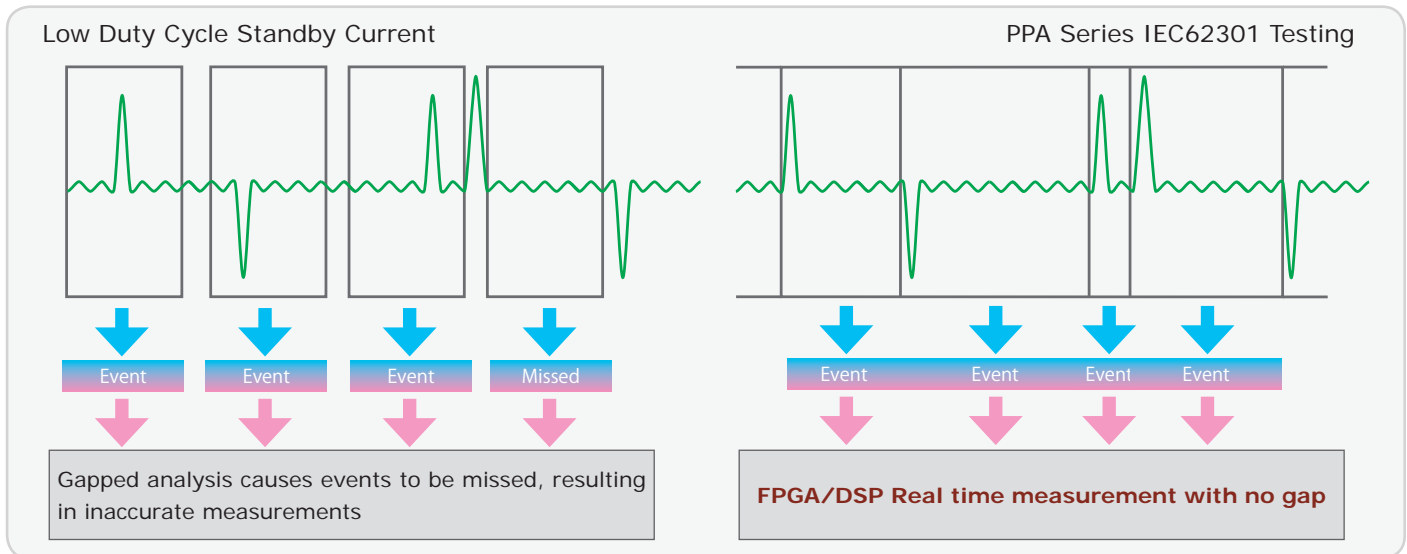 Low Duty Cycle Standby Current
PPA Series IEC62301 Testing
Event
Event
Event
Missed
Event
Event
Event
Event
Gapped analysis causes events to be missed, resulting
in inaccurate measurements
FPGA/DSP Real time measurement with no gap